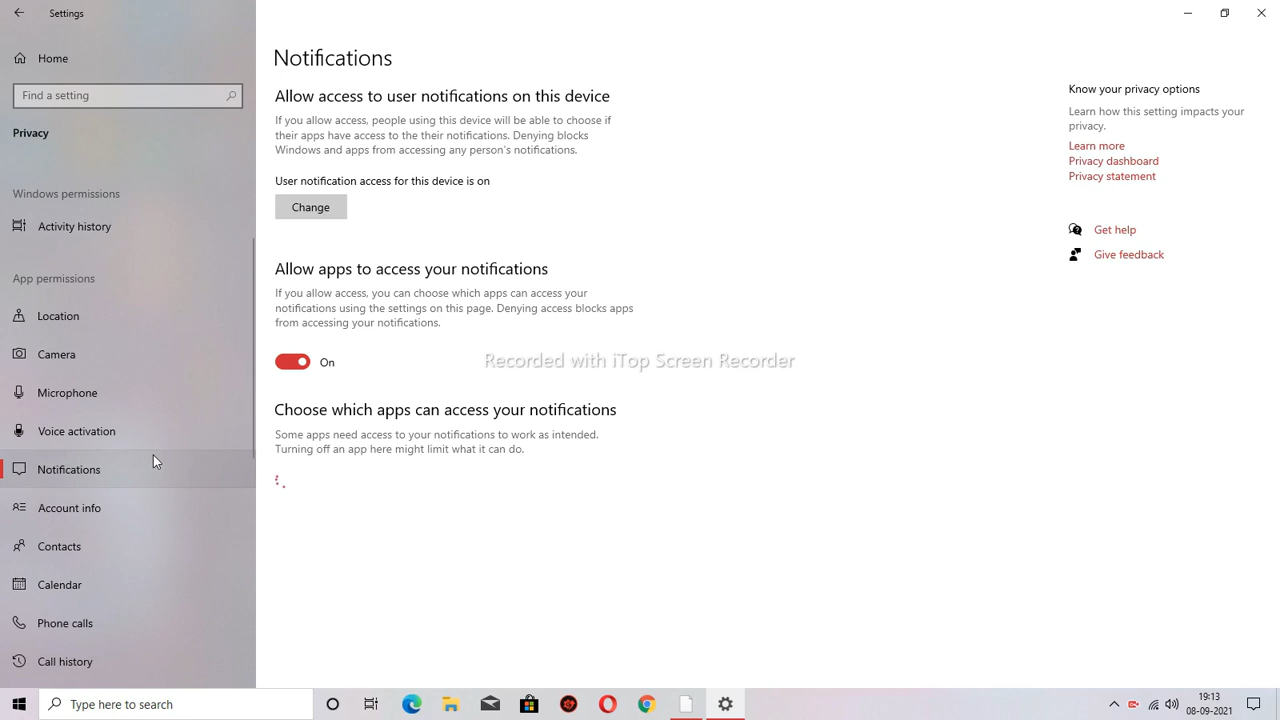 Settings
Home
Find a setting
Privacy
Windows permissions
Activity history
App permissions
Location
Camera
Microphone
Voice activation
Notifications
Account info
Contacts
Calendar
Phone calls
Call history
Notifications
Allow access to user notifications on this device
If you allow access, people using this device will be able to choose if
their apps have access to the their notifications. Denying blocks
Windows and apps from accessing any person's notifications.
User notification access for this device is on
Change
Allow apps to access your notifications
If you allow access, you can choose which apps can access your
notifications using the settings on this page. Denying access blocks apps
from accessing your notifications.
On
Recorded with iTop Screen Recorder
Choose which apps can access your notifications
Some apps need access to your notifications to work as intended.
Turning off an app here might limit what it can do.
Know your privacy options
Learn how this setting impacts your
privacy.
Learn more
Privacy dashboard
Privacy statement
Get help
Give feedback
Type here to search
19:13
08-09-2021